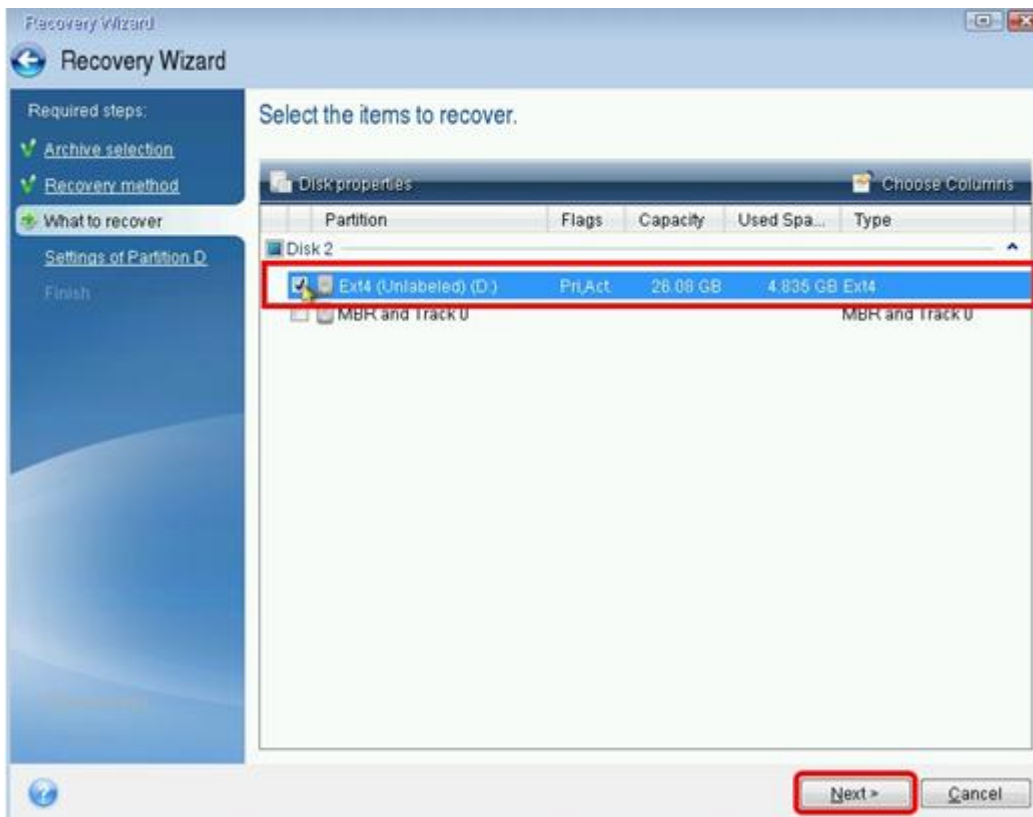 Recovery Wizard
Recovery Wizard
Required steps:
Archive selection
Recovery method
What to recover
Settings of Partition D
Finish
Select the items to recover.
Disk properties Choose Columns
Partition Flags Capacity Used Spa... Type
Disk 2
Ext4 (Unlabeled) (D:) Pri,Act. 26.08 GB 4.835 GB Ext4
MBR and Track 0 MBR and Track 0
Next > Cancel